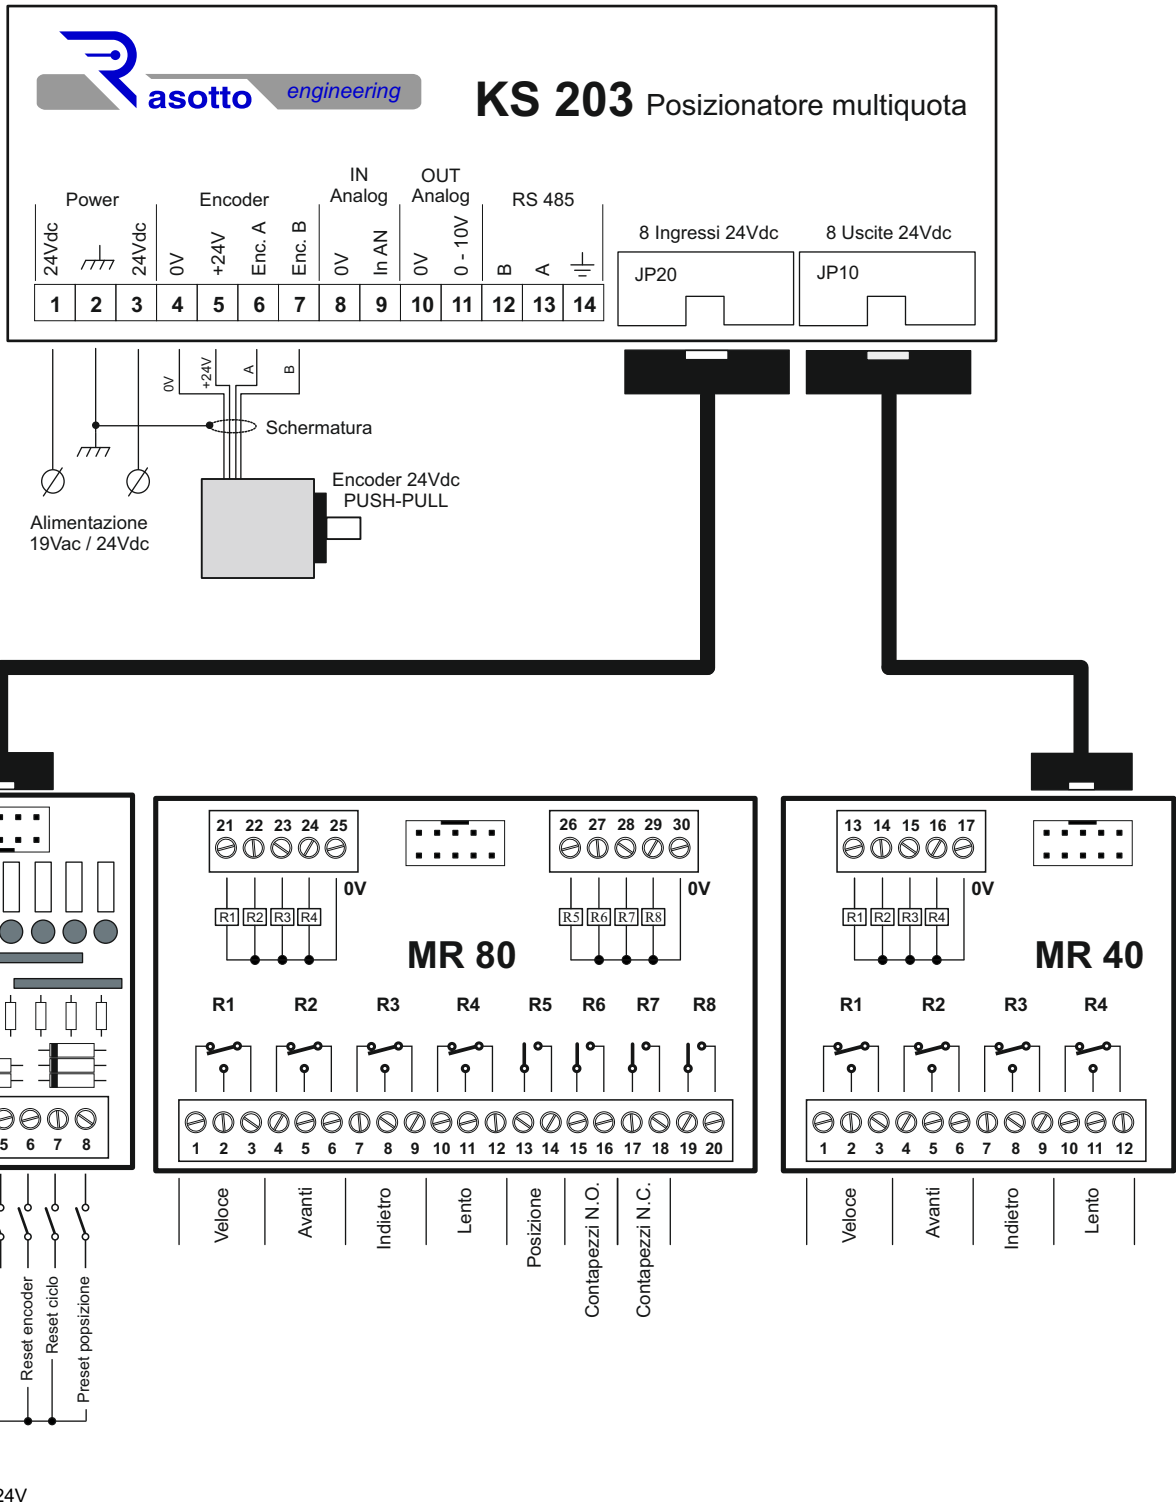 asotto engineering
KS 203 Posizionatore multiquota
IN OUT
Power Encoder Analog Analog RS 485
24Vdc 24Vdc 0V +24V Enc. A Enc. B 0V In AN 0V 0 - 10V B A
8 Ingressi 24Vdc 8 Uscite 24Vdc
JP20 JP10
1 2 3 4 5 6 7 8 9 10 11 12 13 14
0V +24V A B
Schermatura
Encoder 24Vdc
PUSH-PULL
Alimentazione
19Vac / 24Vdc
21 22 23 24 25 26 27 28 29 30 13 14 15 16 17
0V 0V 0V
R1 R2 R3 R4 R5 R6 R7 R8 R1 R2 R3 R4
MR 80 MR 40
R1 R2 R3 R4 R5 R6 R7 R8 R1 R2 R3 R4
5 6 7 8
1 2 3 4 5 6 7 8 9 10 11 12 13 14 15 16 17 18 19 20
1 2 3 4 5 6 7 8 9 10 11 12
Veloce
Avanti
Indietro
Lento
Posizione
Contapezzi N.O.
Contapezzi N.C.
Veloce
Avanti
Indietro
Lento
Reset encoder
Reset ciclo
Preset popsizione
24V